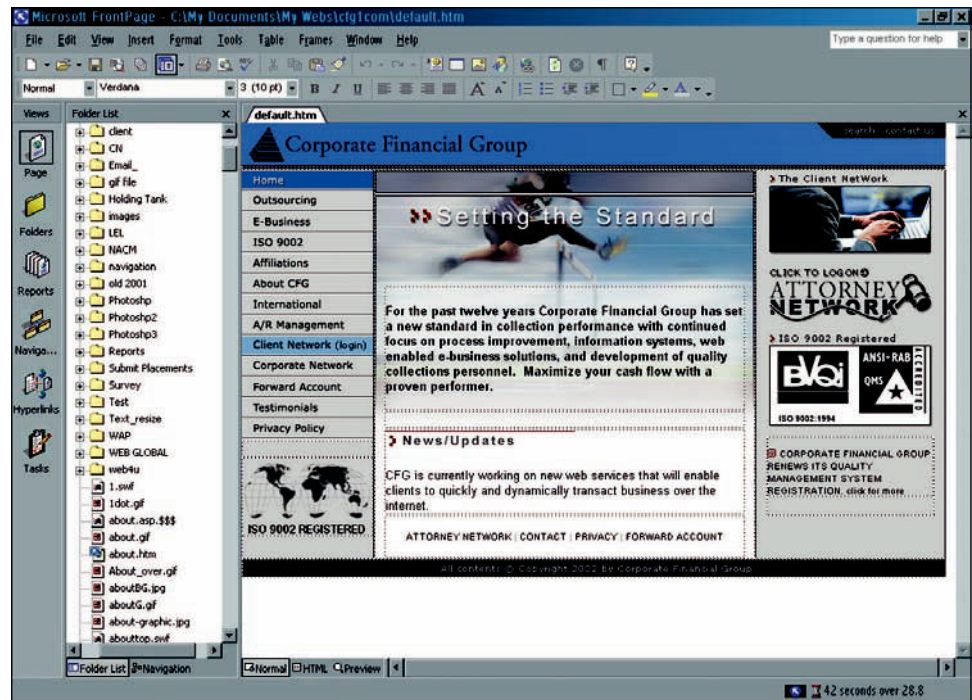 Microsoft FrontPage - C:\My Documents\My Webs\cfg1com\default.htm
File Edit View Insert Format Tools Table Frames Window Help
Type a question for help
Normal Verdana 3 (10 pt) B I U A A A
Views Folder List default.htm
Page
Folders
Reports
Naviga...
Hyperlinks
Tasks
client
CN
Email_
gif file
Holding Tank
images
LEL
NACM
navigation
old 2001
Photoshp
Photoshp2
Photoshp3
Reports
Submit Placements
Survey
Test
Text_resize
WAP
WEB GLOBAL
web4u
1.swf
1dot.gif
about.asp.$$$
about.gif
about.htm
About_over.gif
aboutBG.jpg
aboutG.gif
about-graphic.jpg
abouttop.swf
Folder List Navigation
search contact us
Corporate Financial Group
Home
Outsourcing
E-Business
ISO 9002
Affiliations
About CFG
International
A/R Management
Client Network (login)
Corporate Network
Forward Account
Testimonials
Privacy Policy
ISO 9002 REGISTERED
Setting the Standard
For the past twelve years Corporate Financial Group has set
a new standard in collection performance with continued
focus on process improvement, information systems, web
enabled e-business solutions, and development of quality
collections personnel. Maximize your cash flow with a
proven performer.
News/Updates
CFG is currently working on new web services that will enable
clients to quickly and dynamically transact business over the
internet.
ATTORNEY NETWORK | CONTACT | PRIVACY | FORWARD ACCOUNT
The Client NetWork
CLICK TO LOGON
ATTORNEY
NETWORK
ISO 9002 Registered
BVQi
ANSI-RAB
QMS
ACCREDITED
ISO 9002:1994
CORPORATE FINANCIAL GROUP
RENEWS ITS QUALITY
MANAGEMENT SYSTEM
REGISTRATION, click for more
All contents © Copyright 2002 by Corporate Financial Group
Normal HTML Preview
42 seconds over 28.8